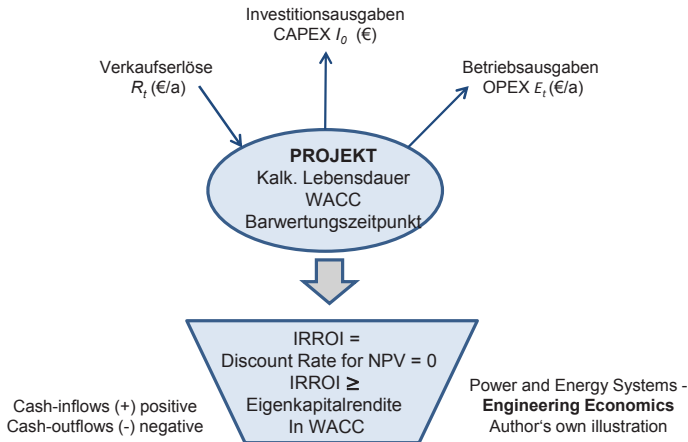 Investitionsausgaben
CAPEX I₀ (€)
Verkaufserlöse
Rₜ (€/a)
Betriebsausgaben
OPEX Eₜ (€/a)
PROJEKT
Kalk. Lebensdauer
WACC
Barwertungszeitpunkt
IRROI =
Discount Rate for NPV = 0
IRROI ≥
Eigenkapitalrendite
In WACC
Cash-inflows (+) positive
Cash-outflows (-) negative
Power and Energy Systems -
Engineering Economics
Author‘s own illustration